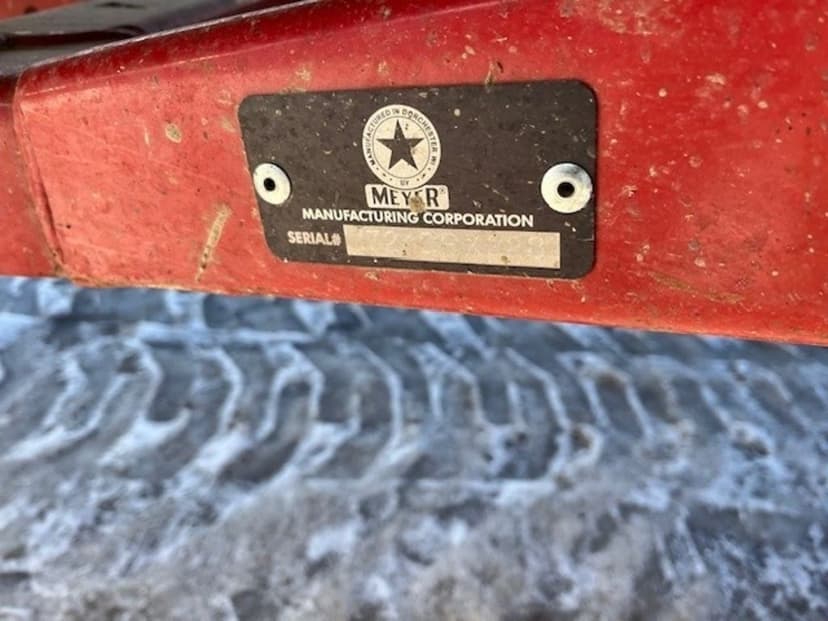 MANUFACTURED IN DORCHESTER WI
BY
MEYER®
MANUFACTURING CORPORATION
SERIAL#